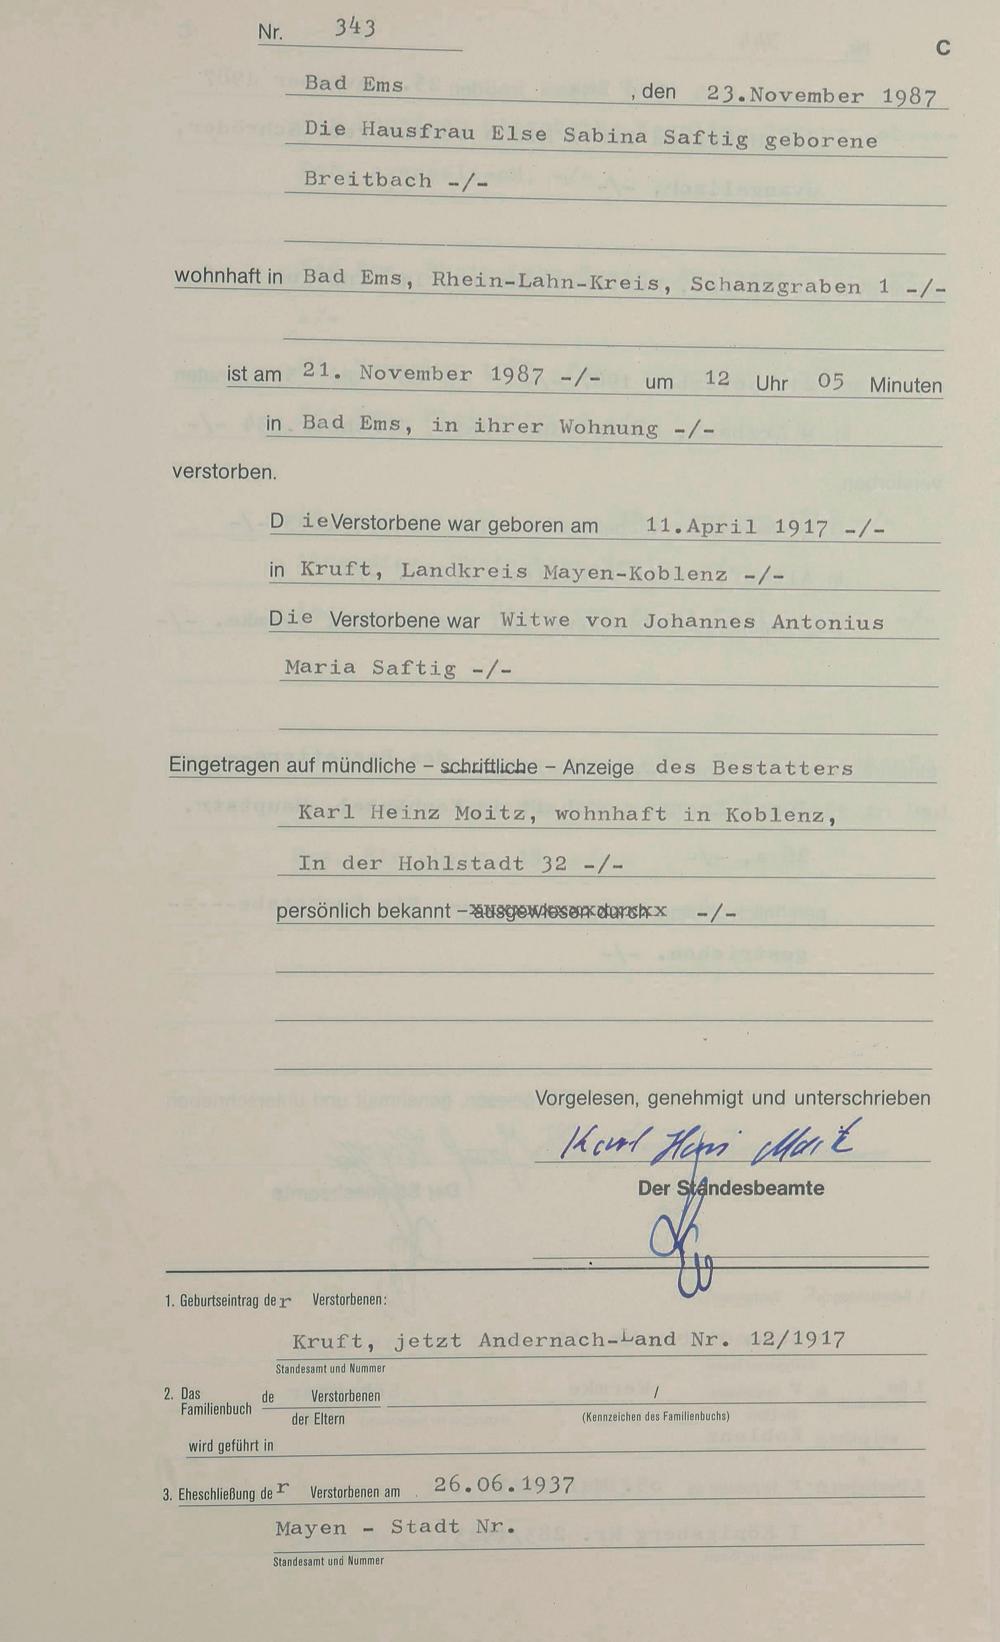 Nr. 343
C
Bad Ems , den 23.November 1987
Die Hausfrau Else Sabina Saftig geborene
Breitbach -/-
wohnhaft in Bad Ems, Rhein-Lahn-Kreis, Schanzgraben 1 -/-
ist am 21. November 1987 -/- um 12 Uhr 05 Minuten
in Bad Ems, in ihrer Wohnung -/-
verstorben.
D ie Verstorbene war geboren am 11.April 1917 -/-
in Kruft, Landkreis Mayen-Koblenz -/-
Die Verstorbene war Witwe von Johannes Antonius
Maria Saftig -/-
Eingetragen auf mündliche – schriftliche – Anzeige des Bestatters
Karl Heinz Moitz, wohnhaft in Koblenz,
In der Hohlstadt 32 -/-
persönlich bekannt – ausgewiesen durch -/-
Vorgelesen, genehmigt und unterschrieben
Karl Heinz Moitz
Der Standesbeamte
1. Geburtseintrag der Verstorbenen:
Kruft, jetzt Andernach-Land Nr. 12/1917
Standesamt und Nummer
2. Das Familienbuch de Verstorbenen /
der Eltern (Kennzeichen des Familienbuchs)
wird geführt in
3. Eheschließung der Verstorbenen am 26.06.1937
Mayen - Stadt Nr.
Standesamt und Nummer